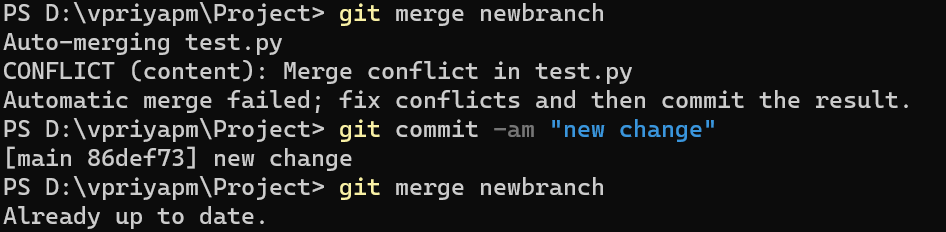 PS D:\vpriyapm\Project> git merge newbranch
Auto-merging test.py
CONFLICT (content): Merge conflict in test.py
Automatic merge failed; fix conflicts and then commit the result.
PS D:\vpriyapm\Project> git commit -am "new change"
[main 86def73] new change
PS D:\vpriyapm\Project> git merge newbranch
Already up to date.